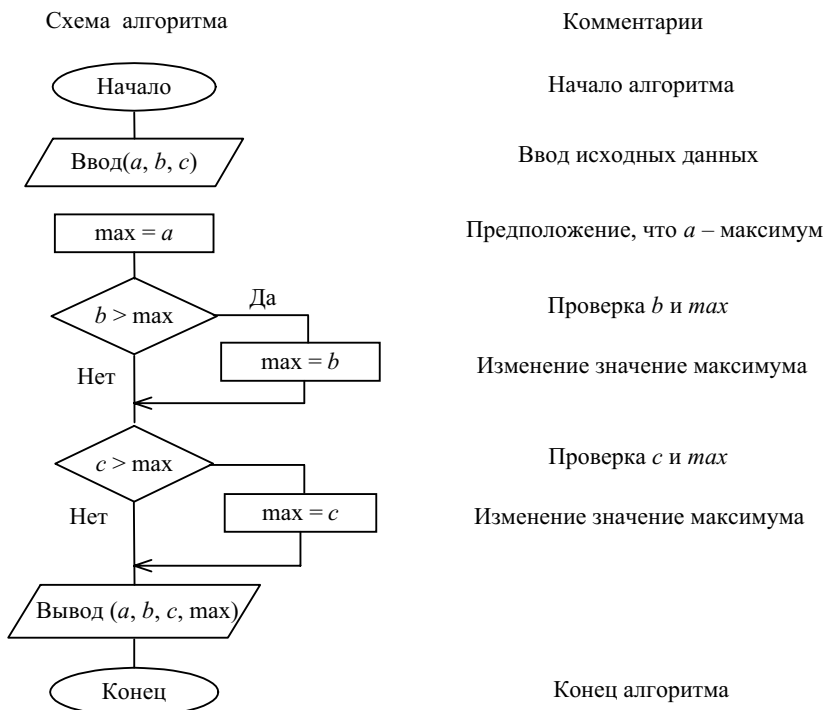 Схема алгоритма
Комментарии
Начало
Начало алгоритма
Ввод(a, b, c)
Ввод исходных данных
max = a
Предположение, что a – максимум
b > max
Да
Проверка b и max
max = b
Нет
Изменение значение максимума
c > max
Проверка c и max
Нет
max = c
Изменение значение максимума
Вывод (a, b, c, max)
Конец
Конец алгоритма